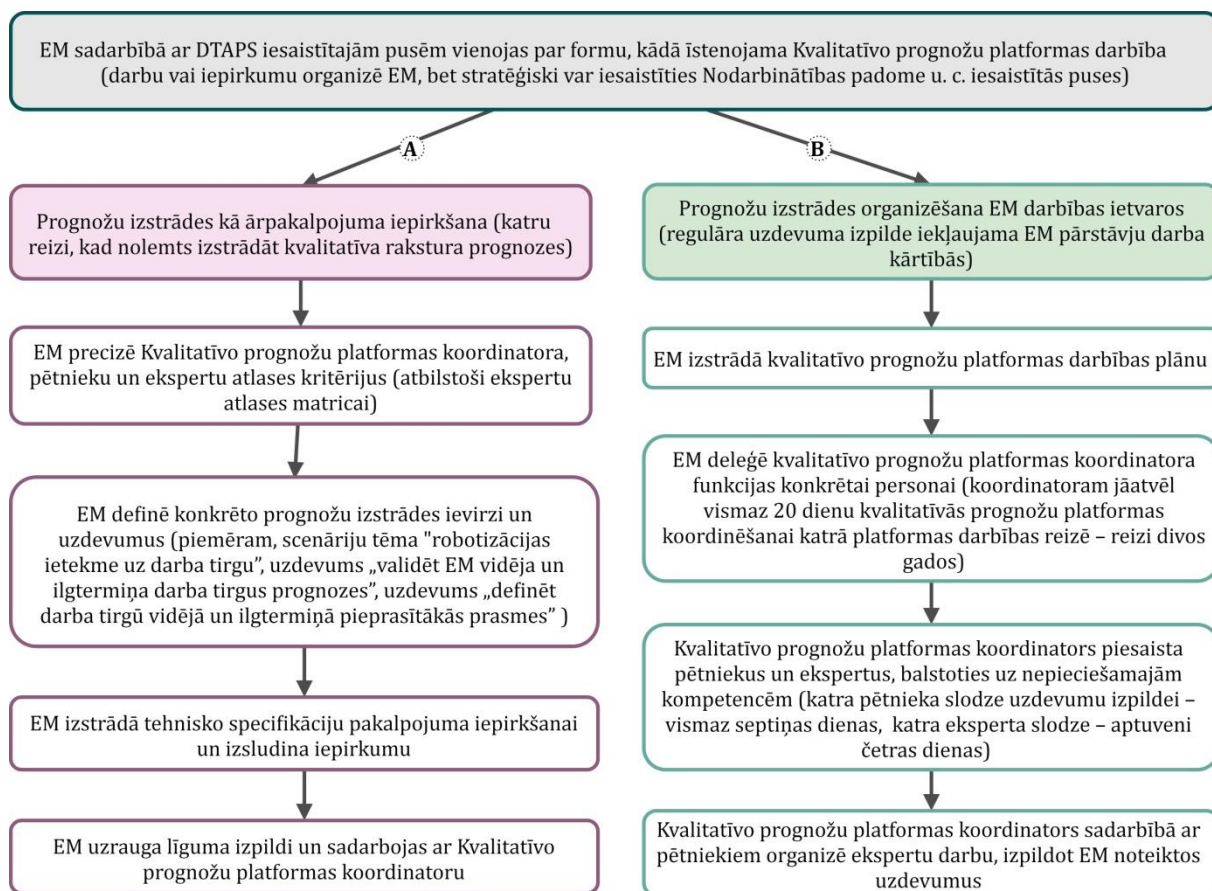 EM sadarbībā ar DTAPS iesaistītajām pusēm vienojas par formu, kādā īstenojama Kvalitatīvo prognožu platformas darbība
(darbu vai iepirkumu organizē EM, bet stratēģiski var iesaistīties Nodarbinātības padome u. c. iesaistītās puses)
A
B
Prognožu izstrādes kā ārpakalpojuma iepirkšana (katru
reizi, kad nolemts izstrādāt kvalitatīva rakstura prognozes)
EM precizē Kvalitatīvo prognožu platformas koordinatora,
pētnieku un ekspertu atlases kritērijus (atbilstoši ekspertu
atlases matricai)
EM definē konkrēto prognožu izstrādes ievirzi un
uzdevumus (piemēram, scenāriju tēma "robotizācijas
ietekme uz darba tirgu”, uzdevums „validēt EM vidēja un
ilgtermiņa darba tirgus prognozes”, uzdevums „definēt
darba tirgū vidējā un ilgtermiņā pieprasītākās prasmes” )
EM izstrādā tehnisko specifikāciju pakalpojuma iepirkšanai
un izsludina iepirkumu
EM uzrauga līguma izpildi un sadarbojas ar Kvalitatīvo
prognožu platformas koordinatoru
Prognožu izstrādes organizēšana EM darbības ietvaros
(regulāra uzdevuma izpilde iekļaujama EM pārstāvju darba
kārtībās)
EM izstrādā kvalitatīvo prognožu platformas darbības plānu
EM deleģē kvalitatīvo prognožu platformas koordinatora
funkcijas konkrētai personai (koordinatoram jāatvēl
vismaz 20 dienu kvalitatīvās prognožu platformas
koordinēšanai katrā platformas darbības reizē – reizi divos
gados)
Kvalitatīvo prognožu platformas koordinators piesaista
pētniekus un ekspertus, balstoties uz nepieciešamajām
kompetencēm (katra pētnieka slodze uzdevumu izpildei –
vismaz septiņas dienas, katra eksperta slodze – aptuveni
četras dienas)
Kvalitatīvo prognožu platformas koordinators sadarbībā ar
pētniekiem organizē ekspertu darbu, izpildot EM noteiktos
uzdevumus